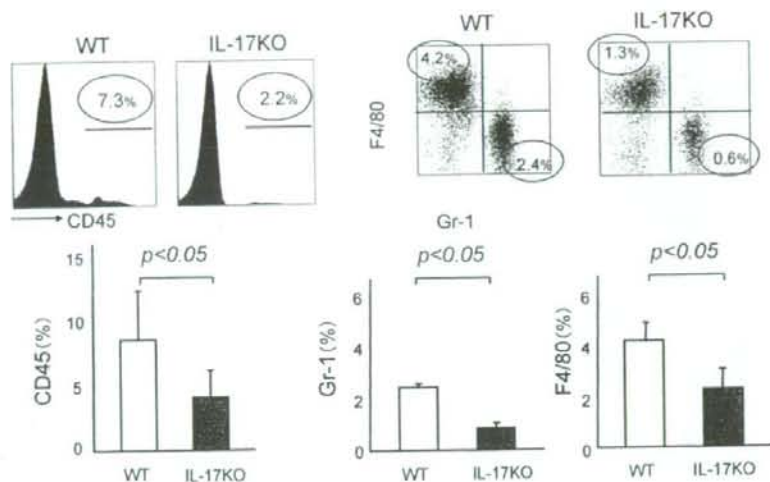 WT IL-17KO
7.3% 2.2%
CD45
WT IL-17KO
4.2% 1.3%
F4/80
2.4% 0.6%
Gr-1
p<0.05
15
10
5
0
CD45(%)
WT IL-17KO
p<0.05
6
4
2
0
Gr-1(%)
WT IL-17KO
p<0.05
6
4
2
0
F4/80(%)
WT IL-17KO